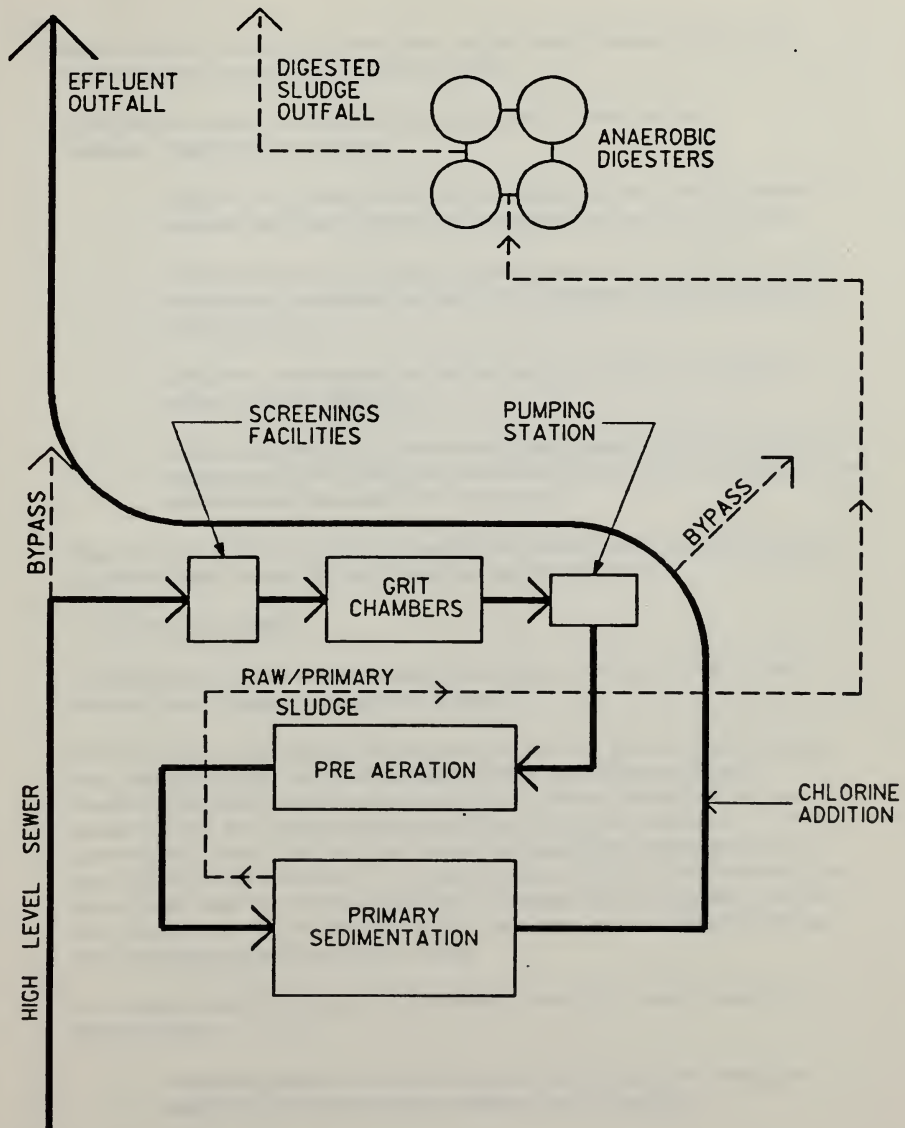 EFFLUENT
OUTFALL
DIGESTED
SLUDGE
OUTFALL
ANAEROBIC
DIGESTERS
SCREENINGS
FACILITIES
PUMPING
STATION
BYPASS
BYPASS
GRIT
CHAMBERS
RAW/PRIMARY
SLUDGE
PRE AERATION
CHLORINE
ADDITION
HIGH LEVEL SEWER
PRIMARY
SEDIMENTATION